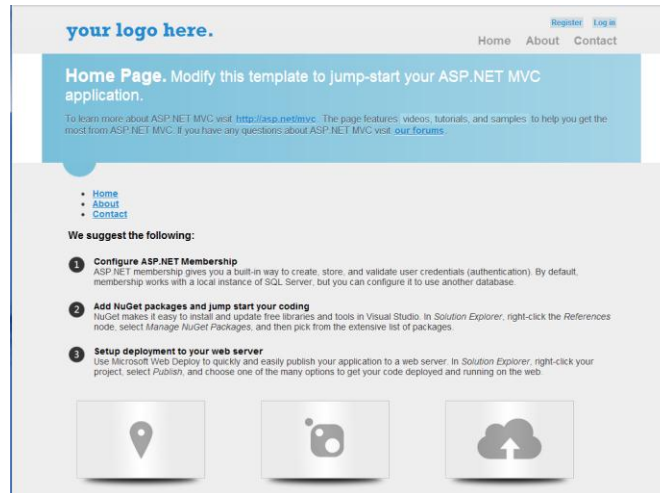 your logo here.
Register Log in
Home About Contact
Home Page. Modify this template to jump-start your ASP.NET MVC
application.
To learn more about ASP.NET MVC visit http://asp.net/mvc. The page features videos, tutorials, and samples to help you get the
most from ASP.NET MVC. If you have any questions about ASP.NET MVC visit our forums.
Home
About
Contact
We suggest the following:
1 Configure ASP.NET Membership
ASP.NET membership gives you a built-in way to create, store, and validate user credentials (authentication). By default,
membership works with a local instance of SQL Server, but you can configure it to use another database.
2 Add NuGet packages and jump start your coding
NuGet makes it easy to install and update free libraries and tools in Visual Studio. In Solution Explorer, right-click the References
node, select Manage NuGet Packages, and then pick from the extensive list of packages.
3 Setup deployment to your web server
Use Microsoft Web Deploy to quickly and easily publish your application to a web server. In Solution Explorer, right-click your
project, select Publish, and choose one of the many options to get your code deployed and running on the web.